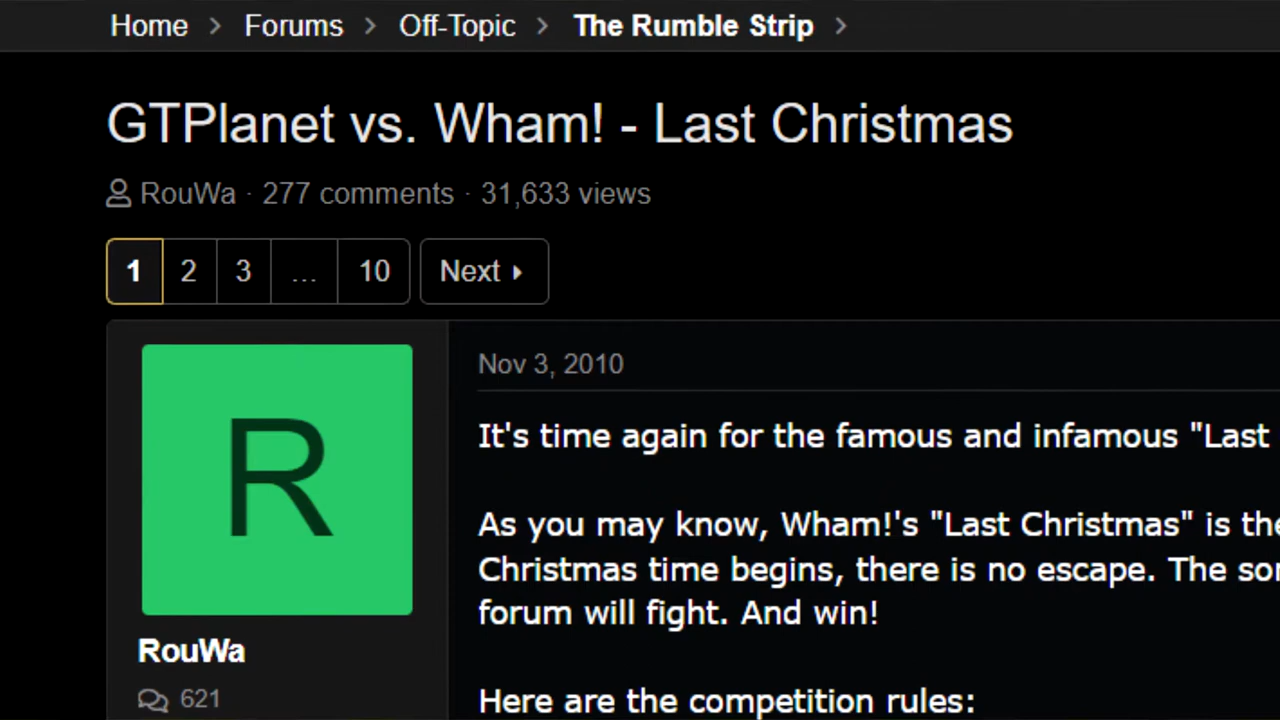 Home > Forums > Off-Topic > The Rumble Strip >
GTPlanet vs. Wham! - Last Christmas
RouWa · 277 comments · 31,633 views
1 2 3 ... 10 Next
R
Nov 3, 2010
It's time again for the famous and infamous "Last
As you may know, Wham!'s "Last Christmas" is the
Christmas time begins, there is no escape. The
forum will fight. And win!
RouWa
621
Here are the competition rules: